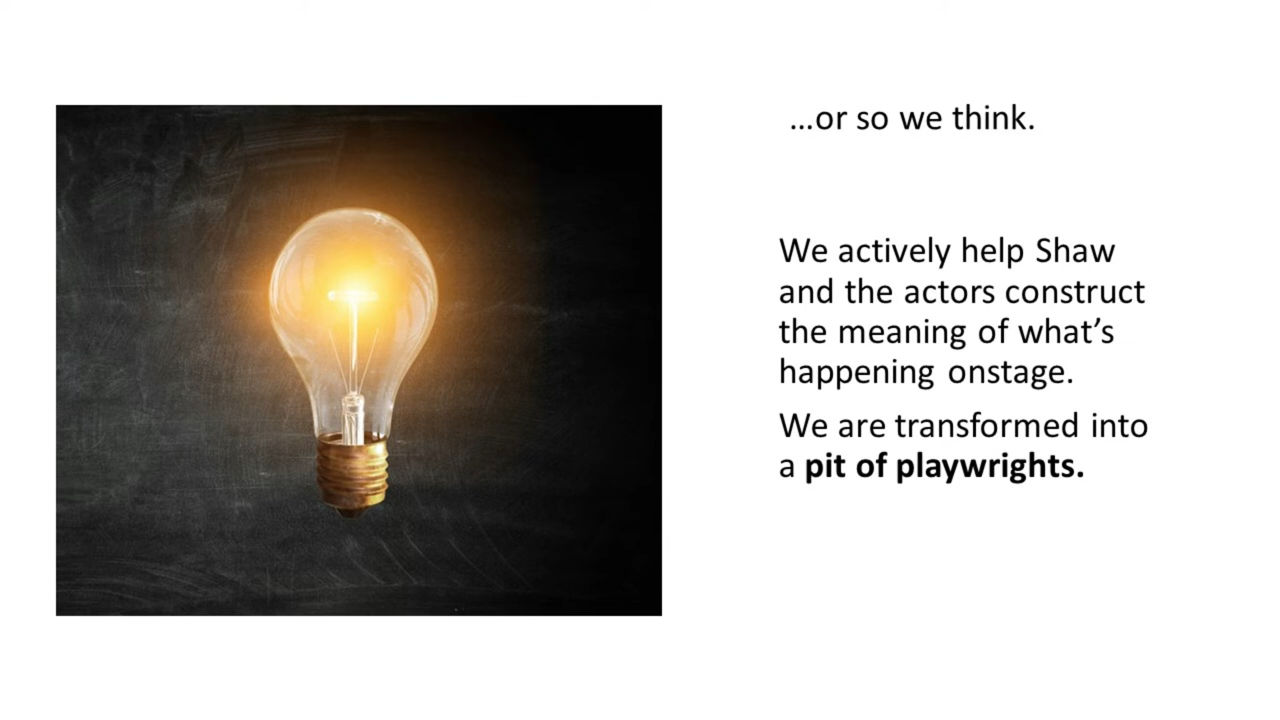 …or so we think.
We actively help Shaw
and the actors construct
the meaning of what’s
happening onstage.
We are transformed into
a pit of playwrights.